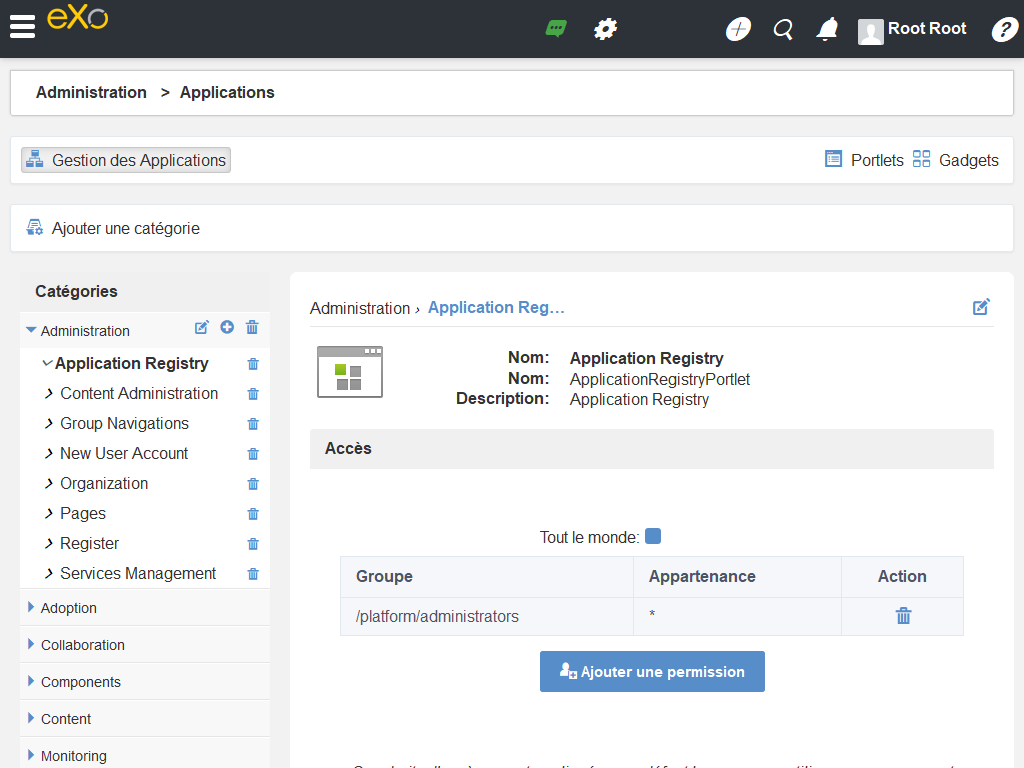 eXo
Root Root
Administration > Applications
Gestion des Applications
Portlets
Gadgets
Ajouter une catégorie
Catégories
Administration
Application Registry
Content Administration
Group Navigations
New User Account
Organization
Pages
Register
Services Management
Adoption
Collaboration
Components
Content
Monitoring
Administration › Application Reg…
Nom: Application Registry
Nom: ApplicationRegistryPortlet
Description: Application Registry
Accès
Tout le monde:
Groupe Appartenance Action
/platform/administrators *
Ajouter une permission